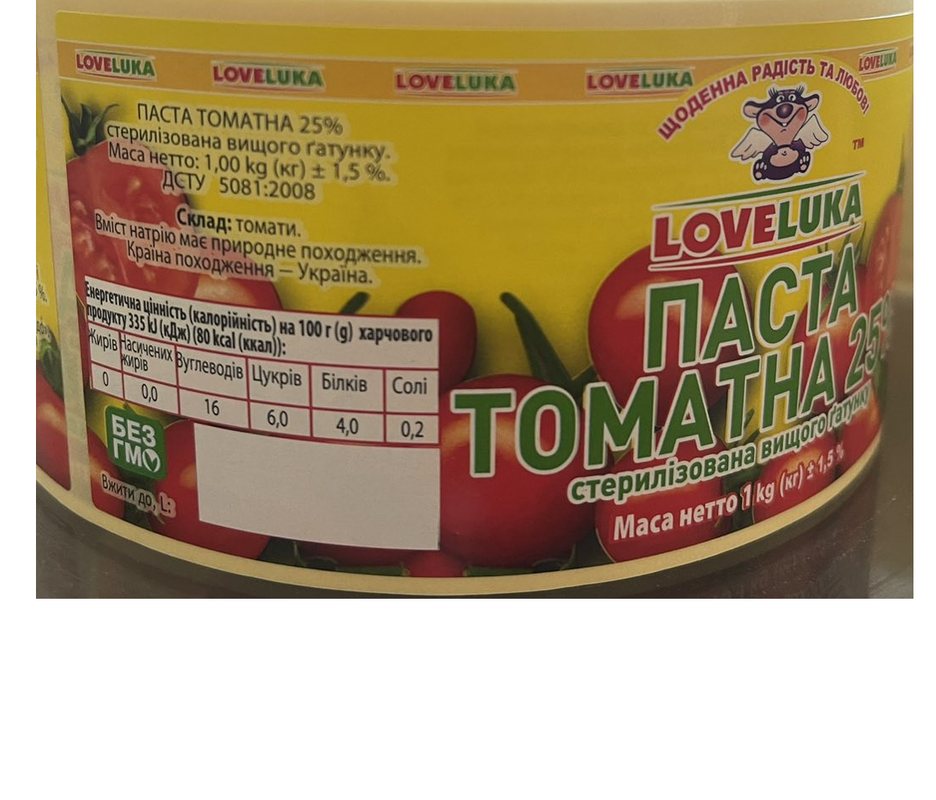 LOVELUKA LOVELUKA LOVELUKA LOVELUKA LOVELUKA
ПАСТА ТОМАТНА 25%
стерилізована вищого ґатунку.
Маса нетто: 1,00 kg (кг) ± 1,5 %.
ДСТУ 5081:2008
Склад: томати.
Вміст натрію має природне походження.
Країна походження – Україна.
Енергетична цінність (калорійність) на 100 г (g) харчового
продукту 335 kJ (кДж) (80 kcal (ккал)):
Жирів Насичених жирів Вуглеводів Цукрів Білків Солі
0 0,0 16 6,0 4,0 0,2
БЕЗ
ГМО
Вжити до, L:
ЩОДЕННА РАДІСТЬ ТА ЛЮБОВ!
TM
LOVELUKA
ПАСТА
ТОМАТНА 25%
стерилізована вищого ґатунку
Маса нетто 1 kg (кг) ± 1,5 %